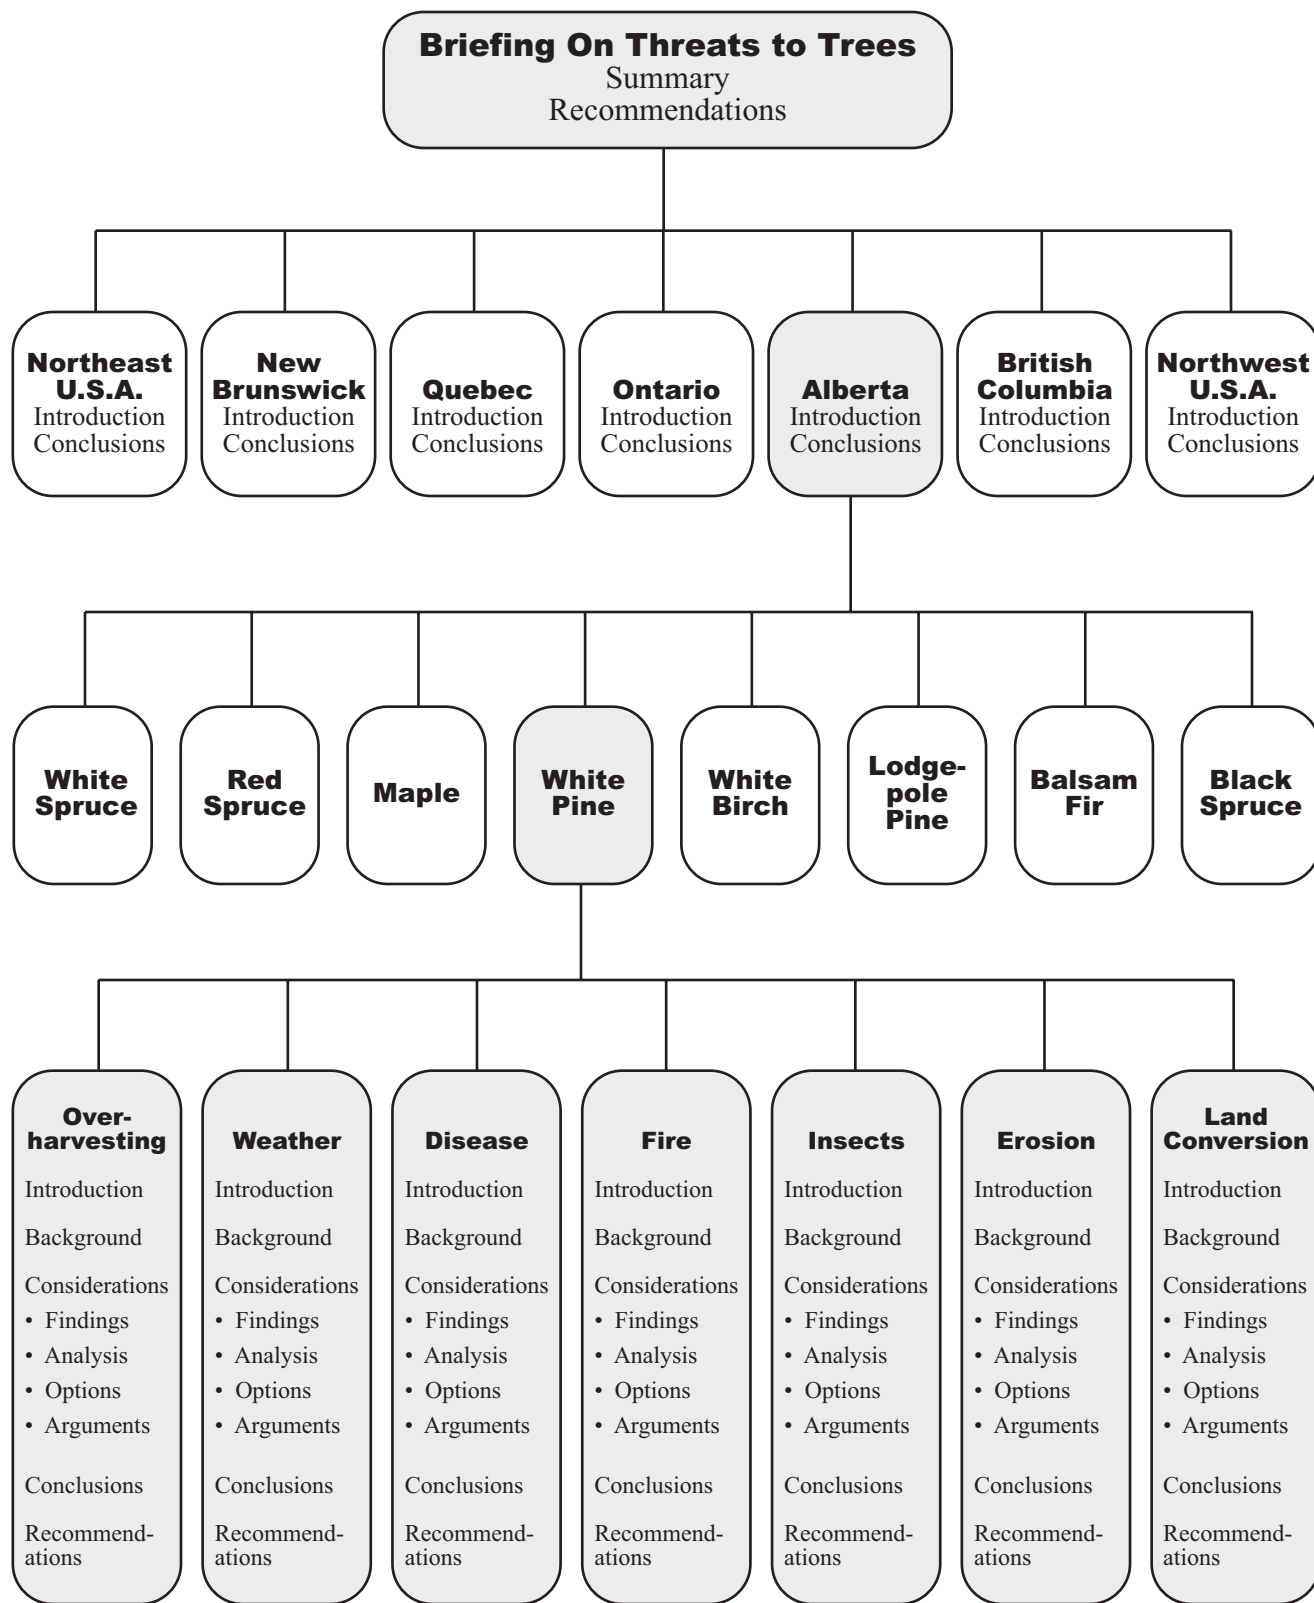 Briefing On Threats to Trees
Summary
Recommendations
Northeast
U.S.A.
Introduction
Conclusions
New
Brunswick
Introduction
Conclusions
Quebec
Introduction
Conclusions
Ontario
Introduction
Conclusions
Alberta
Introduction
Conclusions
British
Columbia
Introduction
Conclusions
Northwest
U.S.A.
Introduction
Conclusions
White
Spruce
Red
Spruce
Maple
White
Pine
White
Birch
Lodge-
pole
Pine
Balsam
Fir
Black
Spruce
Over-
harvesting
Introduction
Background
Considerations
• Findings
• Analysis
• Options
• Arguments
Conclusions
Recommend-
ations
Weather
Introduction
Background
Considerations
• Findings
• Analysis
• Options
• Arguments
Conclusions
Recommend-
ations
Disease
Introduction
Background
Considerations
• Findings
• Analysis
• Options
• Arguments
Conclusions
Recommend-
ations
Fire
Introduction
Background
Considerations
• Findings
• Analysis
• Options
• Arguments
Conclusions
Recommend-
ations
Insects
Introduction
Background
Considerations
• Findings
• Analysis
• Options
• Arguments
Conclusions
Recommend-
ations
Erosion
Introduction
Background
Considerations
• Findings
• Analysis
• Options
• Arguments
Conclusions
Recommend-
ations
Land
Conversion
Introduction
Background
Considerations
• Findings
• Analysis
• Options
• Arguments
Conclusions
Recommend-
ations